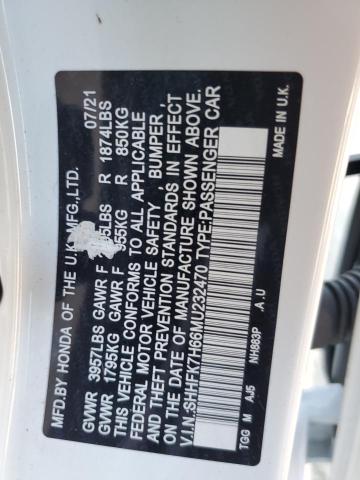 MFD.BY HONDA OF THE U.K. MFG.,LTD. 07/21
GVWR 3957LBS GAWR F R 1874LBS
GVWR 1795KG GAWR F 955KG R 850KG
THIS VEHICLE CONFORMS TO ALL APPLICABLE
FEDERAL MOTOR VEHICLE SAFETY , BUMPER ,
AND THEFT PREVENTION STANDARDS IN EFFECT
ON THE DATE OF MANUFACTURE SHOWN ABOVE.
V.I.N.:SHHFK7H66MU232470 TYPE:PASSENGER CAR
TGG M AJ5 NH883P .A .U MADE IN U.K.